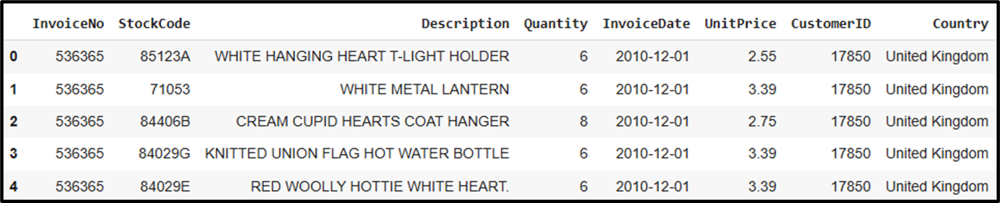 InvoiceNo StockCode Description Quantity InvoiceDate UnitPrice CustomerID Country
0 536365 85123A WHITE HANGING HEART T-LIGHT HOLDER 6 2010-12-01 2.55 17850 United Kingdom
1 536365 71053 WHITE METAL LANTERN 6 2010-12-01 3.39 17850 United Kingdom
2 536365 84406B CREAM CUPID HEARTS COAT HANGER 8 2010-12-01 2.75 17850 United Kingdom
3 536365 84029G KNITTED UNION FLAG HOT WATER BOTTLE 6 2010-12-01 3.39 17850 United Kingdom
4 536365 84029E RED WOOLLY HOTTIE WHITE HEART. 6 2010-12-01 3.39 17850 United Kingdom